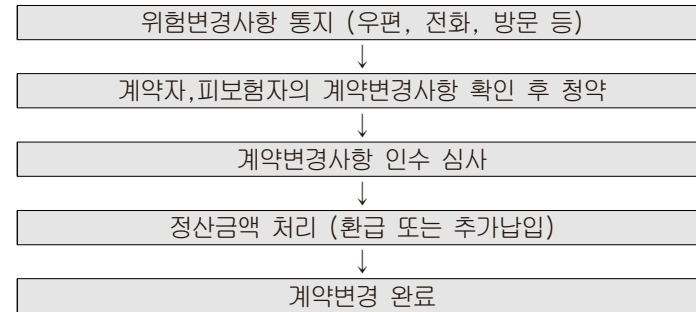 위험변경사항 통지 (우편, 전화, 방문 등)
↓
계약자,피보험자의 계약변경사항 확인 후 청약
↓
계약변경사항 인수 심사
↓
정산금액 처리 (환급 또는 추가납입)
↓
계약변경 완료